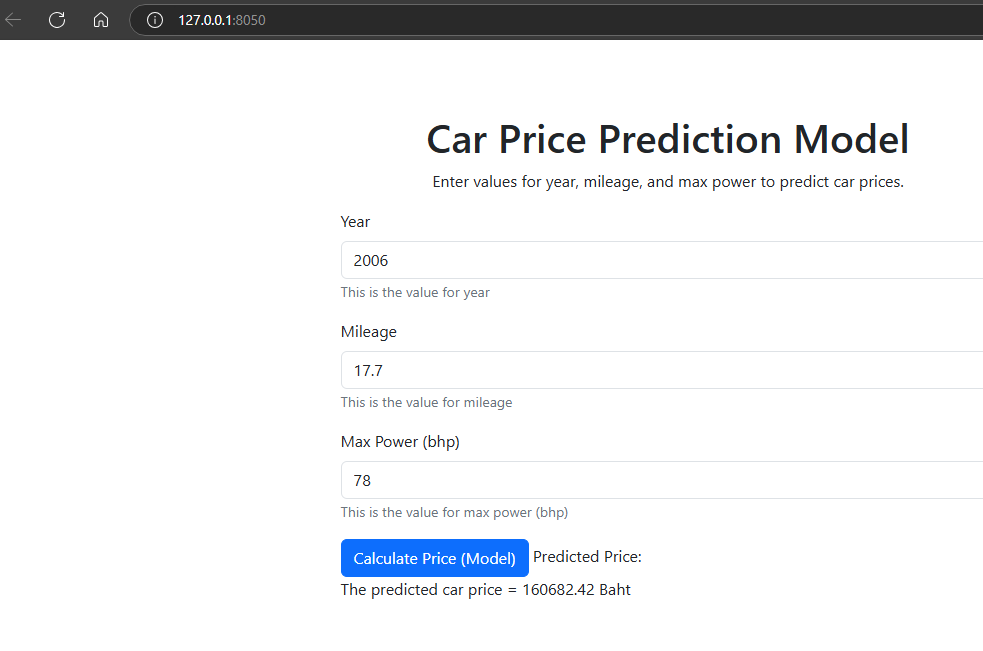 127.0.0.1:8050
Car Price Prediction Model
Enter values for year, mileage, and max power to predict car prices.
Year
2006
This is the value for year
Mileage
17.7
This is the value for mileage
Max Power (bhp)
78
This is the value for max power (bhp)
Calculate Price (Model) Predicted Price:
The predicted car price = 160682.42 Baht